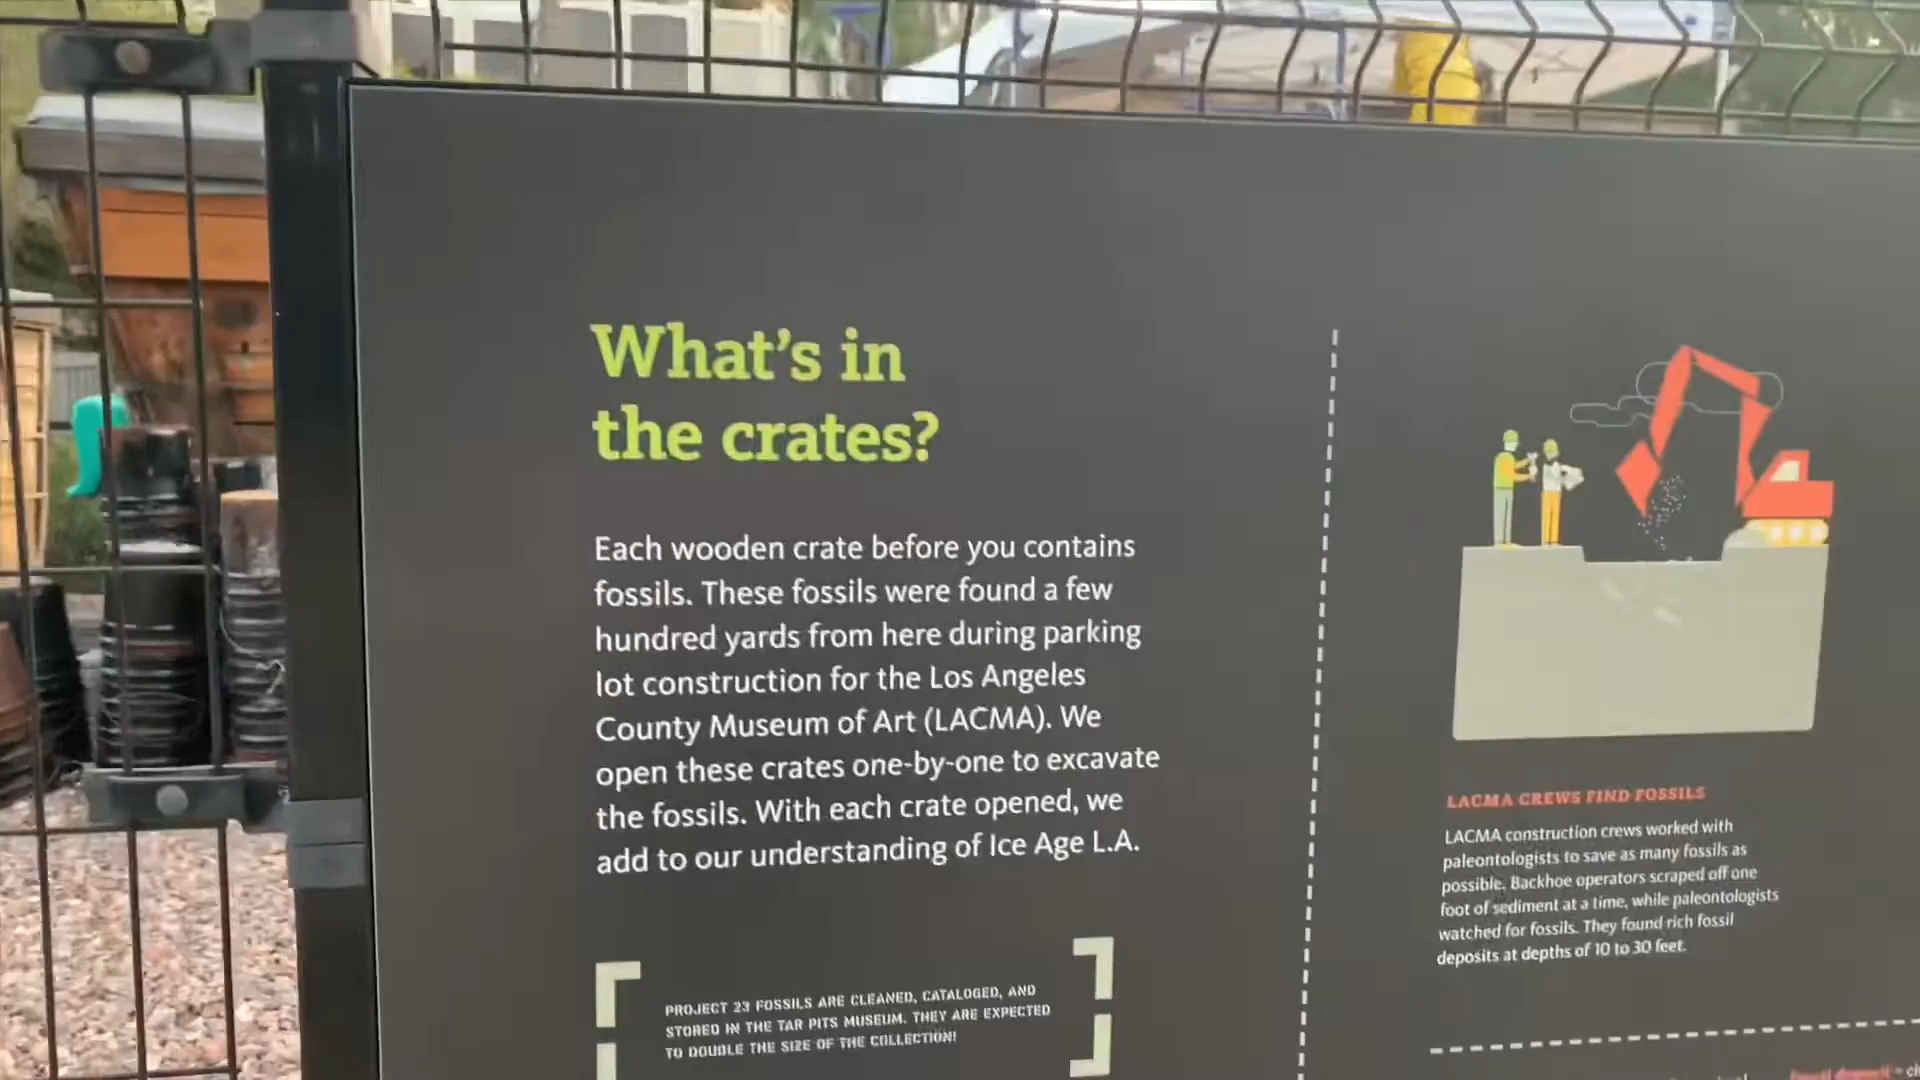 What's in
the crates?
Each wooden crate before you contains
fossils. These fossils were found a few
hundred yards from here during parking
lot construction for the Los Angeles
County Museum of Art (LACMA). We
open these crates one-by-one to excavate
the fossils. With each crate opened, we
add to our understanding of Ice Age L.A.
PROJECT 23 FOSSILS ARE CLEANED, CATALOGED, AND
STORED IN THE TAR PITS MUSEUM. THEY ARE EXPECTED
TO DOUBLE THE SIZE OF THE COLLECTION!
LACMA CREWS FIND FOSSILS
LACMA construction crews worked with
paleontologists to save as many fossils as
possible. Backhoe operators scraped off one
foot of sediment at a time, while paleontologists
watched for fossils. They found rich fossil
deposits at depths of 10 to 30 feet.